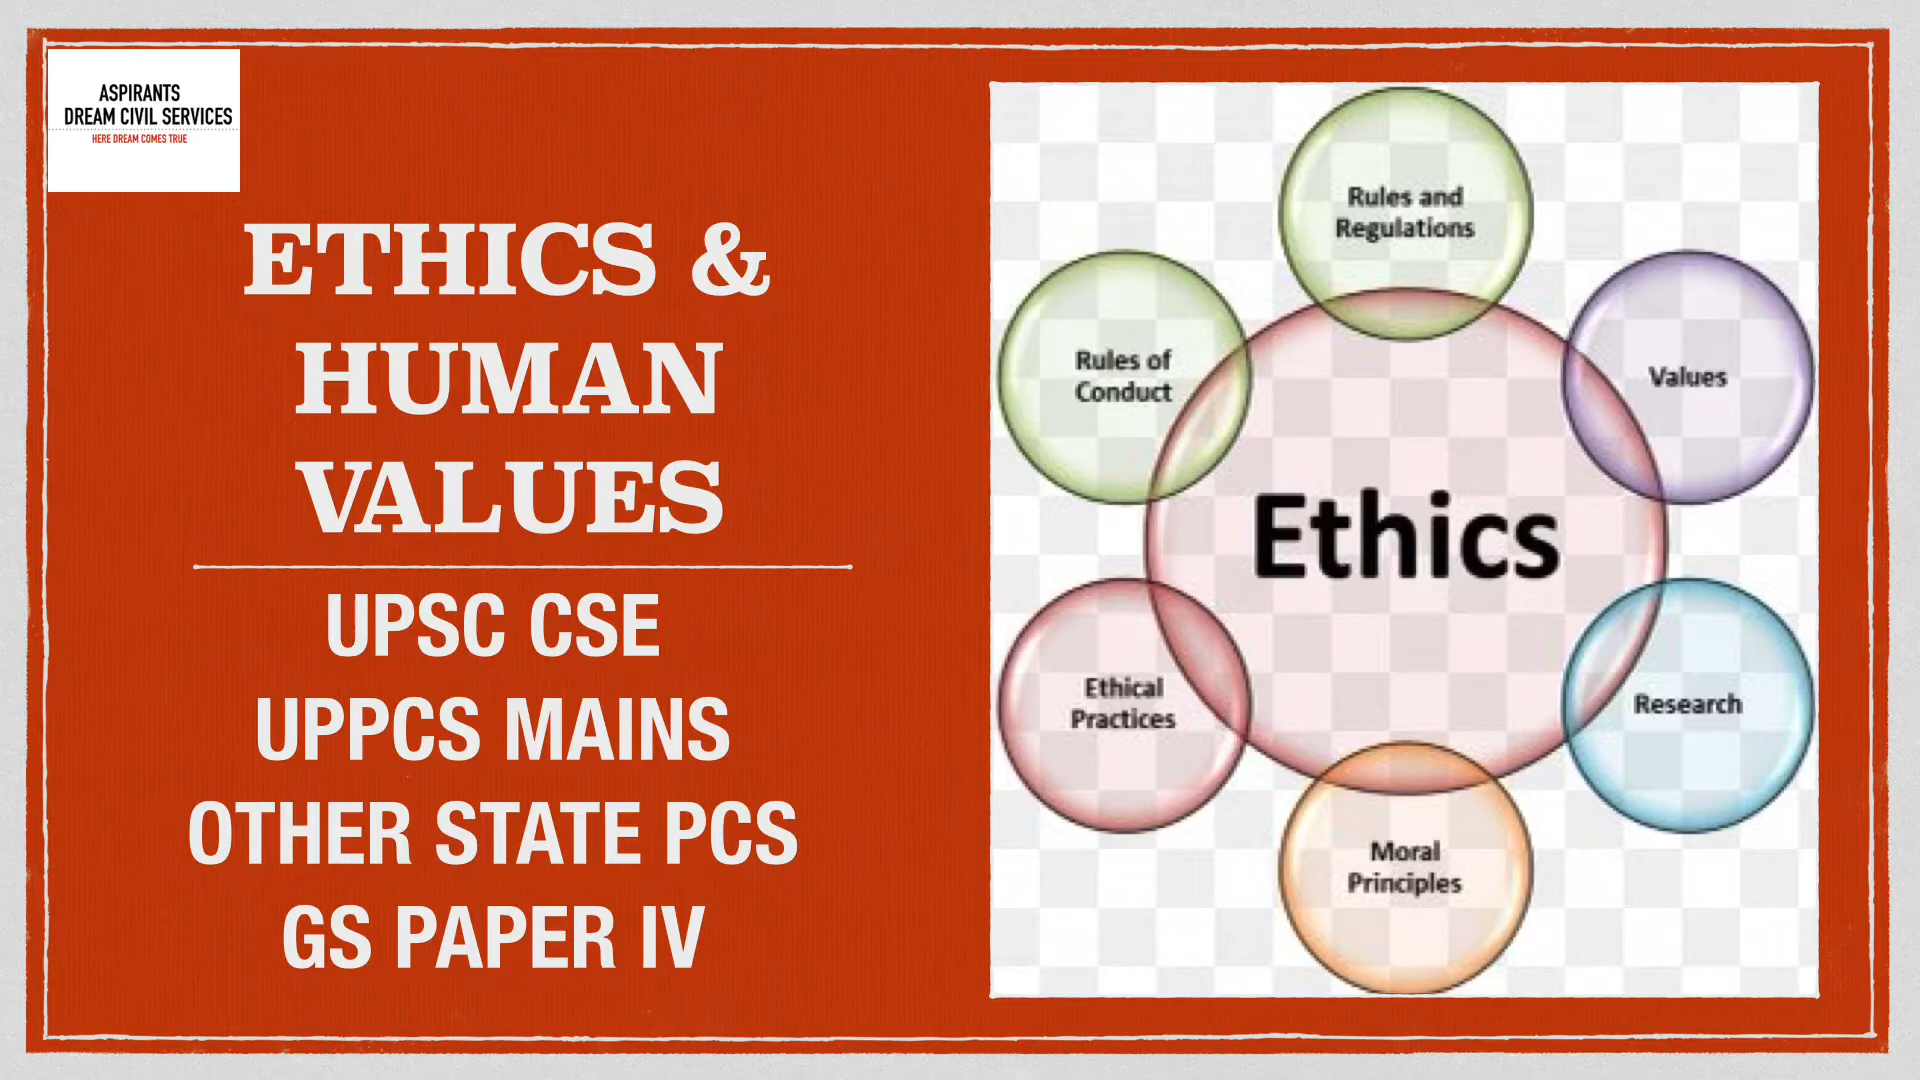 ASPIRANTS
DREAM CIVIL SERVICES
HERE DREAM COMES TRUE
ETHICS &
HUMAN
VALUES
UPSC CSE
UPPCS MAINS
OTHER STATE PCS
GS PAPER IV
Rules and
Regulations
Rules of
Conduct
Values
Ethics
Ethical
Practices
Research
Moral
Principles